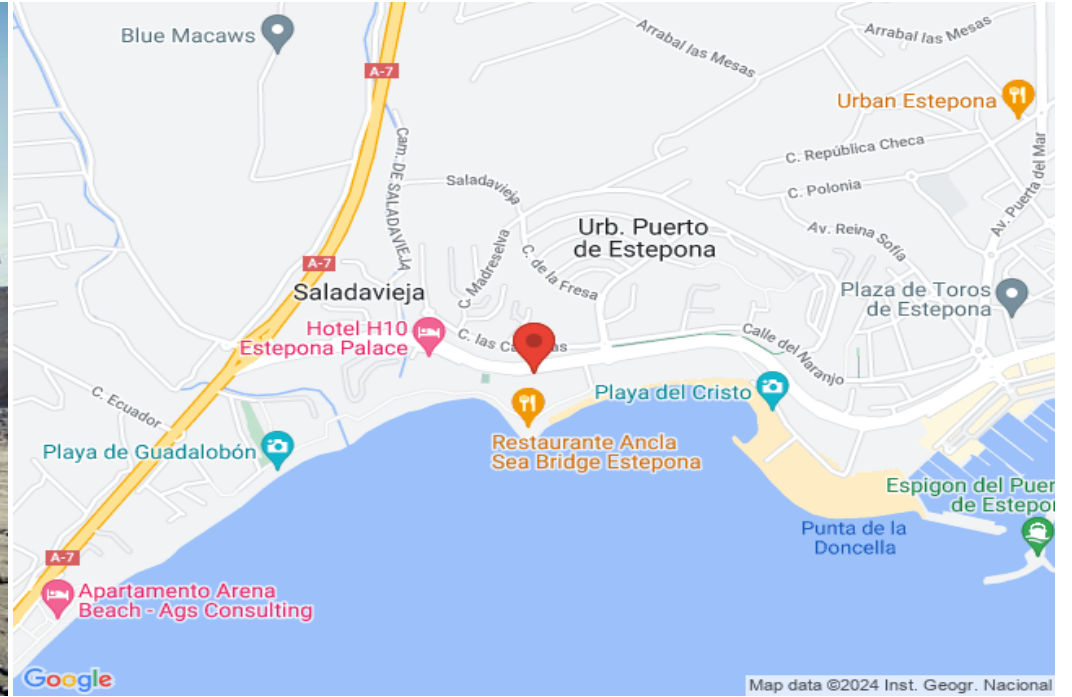 Blue Macaws
A-7
Arrabal las Mesas
Arrabal las Mesas
Urban Estepona
C. República Checa
Cam. DE SALADAVIEJA
Saladavieja
C. Polonia
Av. Puerta del Mar
Urb. Puerto
de Estepona
Av. Reina Sofía
C. Madreselva
C. de la Fresa
A-7
Saladavieja
Plaza de Toros
de Estepona
Hotel H10
Estepona Palace
C. las Ca
as
Calle del Naranjo
C. Ecuador
Playa del Cristo
Playa de Guadalobón
Restaurante Ancla
Sea Bridge Estepona
Espigon del Puer
de Estepo
Punta de la
Doncella
A-7
Apartamento Arena
Beach - Ags Consulting
Google
Map data ©2024 Inst. Geogr. Nacional